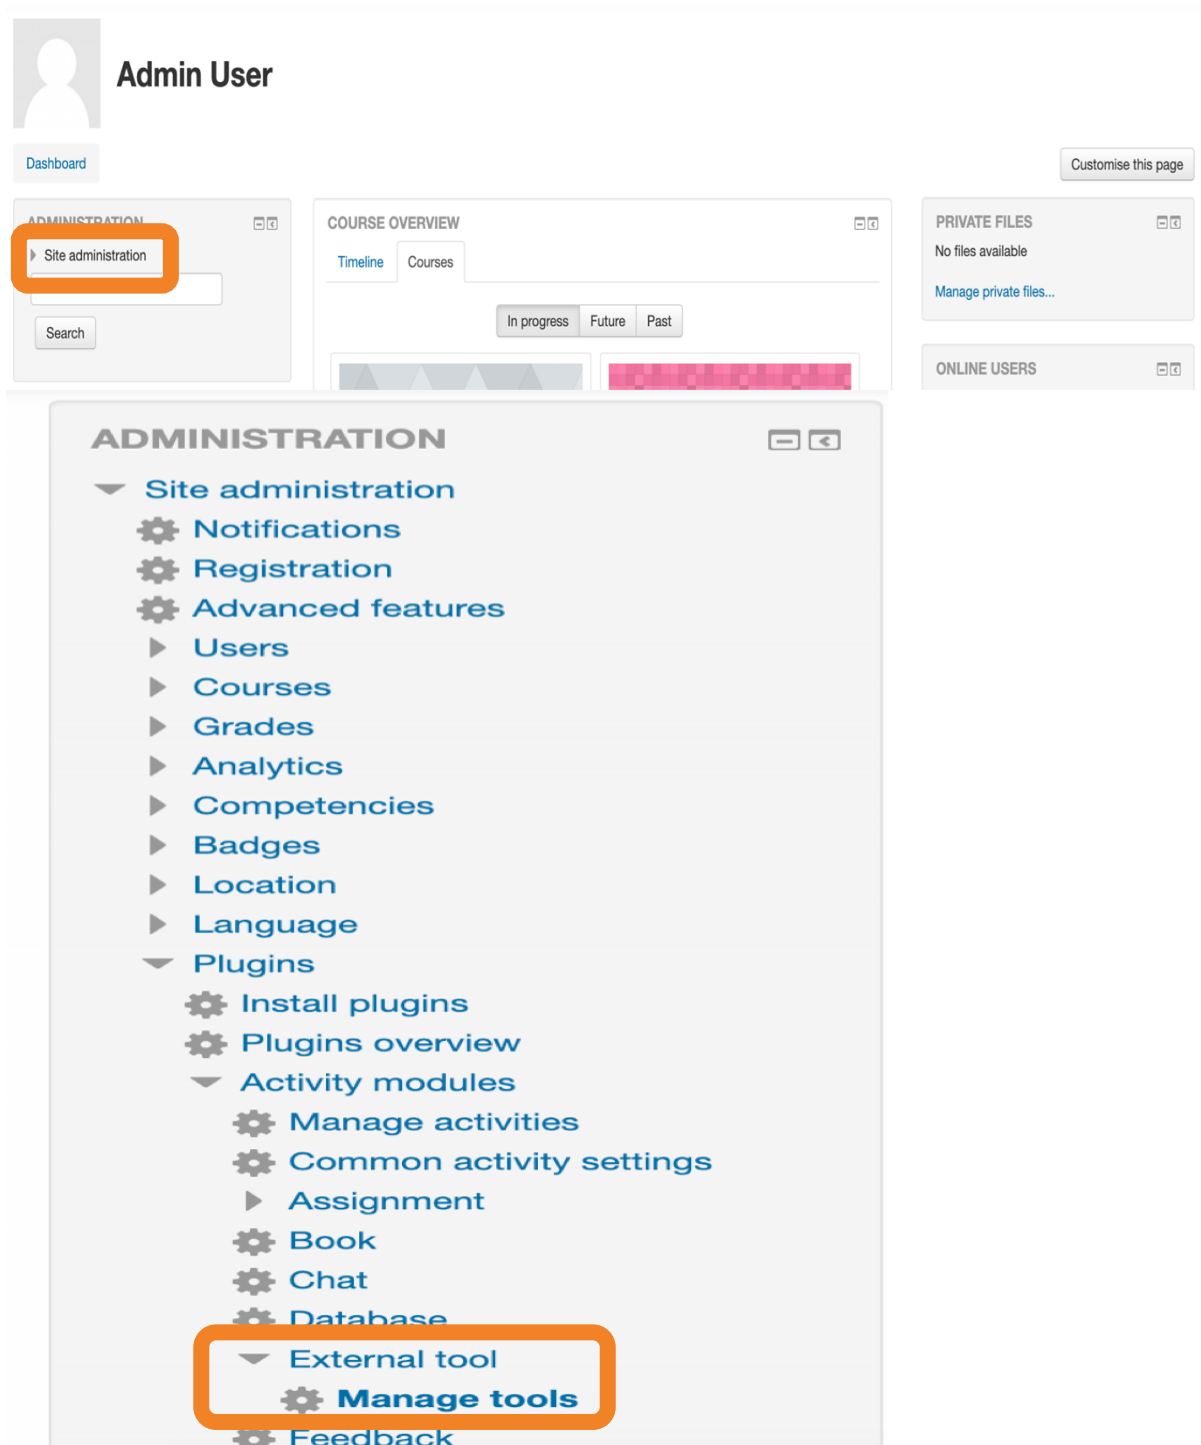 Admin User
Dashboard
Customise this page
ADMINISTRATION
Site administration
Search
COURSE OVERVIEW
Timeline Courses
In progress Future Past
PRIVATE FILES
No files available
Manage private files...
ONLINE USERS
ADMINISTRATION
Site administration
Notifications
Registration
Advanced features
Users
Courses
Grades
Analytics
Competencies
Badges
Location
Language
Plugins
Install plugins
Plugins overview
Activity modules
Manage activities
Common activity settings
Assignment
Book
Chat
Database
External tool
Manage tools
Feedback